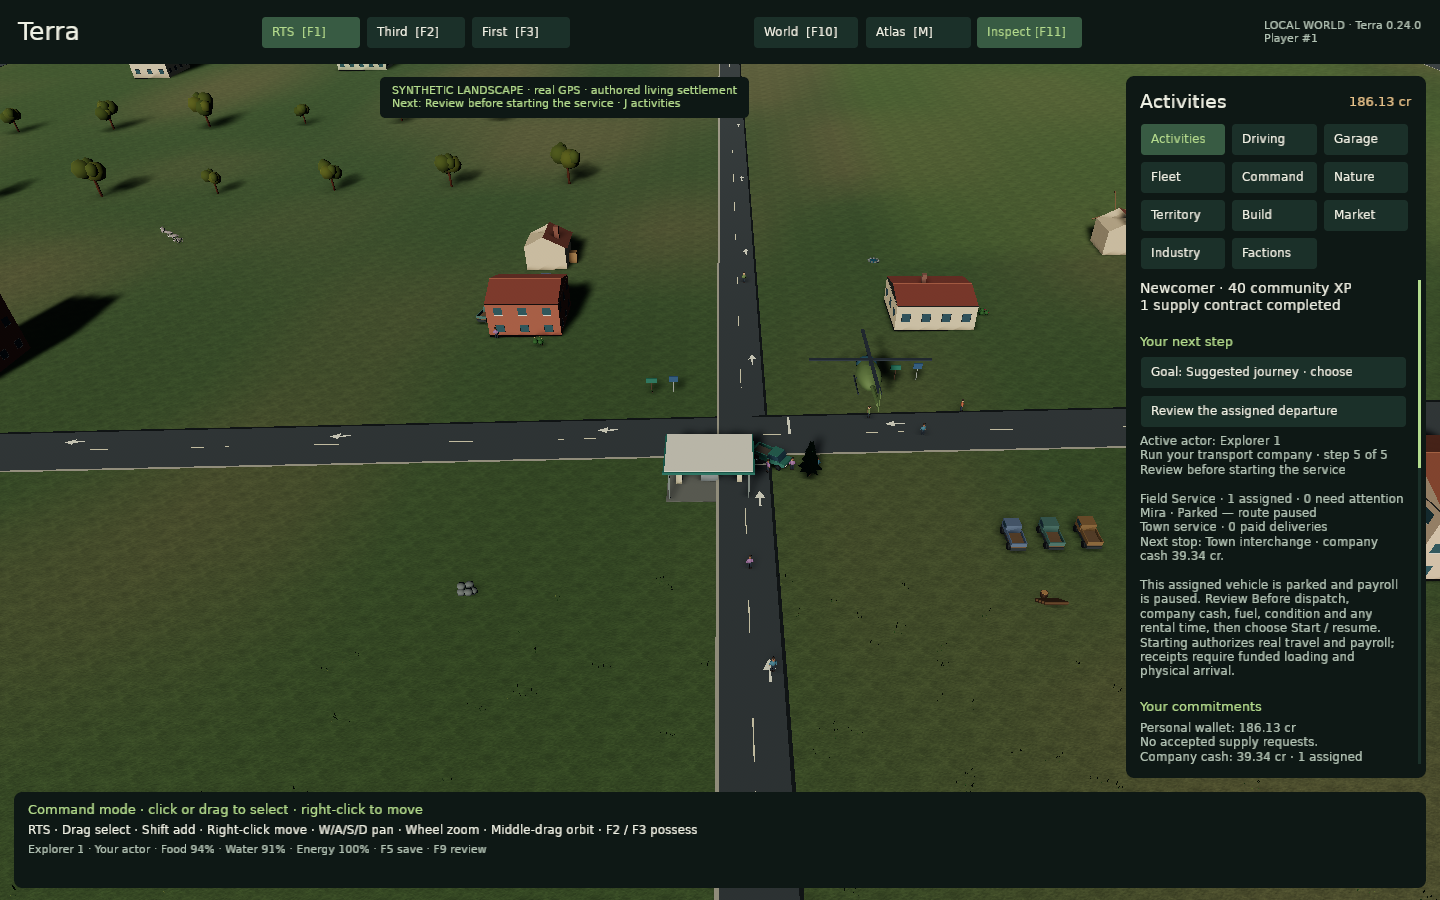 Terra
RTS [F1]
Third [F2]
First [F3]
World [F10]
Atlas [M]
Inspect [F11]
LOCAL WORLD · Terra 0.24.0
Player #1
SYNTHETIC LANDSCAPE · real GPS · authored living settlement
Next: Review before starting the service · J activities
Activities
186.13 cr
Activities
Driving
Garage
Fleet
Command
Nature
Territory
Build
Market
Industry
Factions
Newcomer · 40 community XP
1 supply contract completed
Your next step
Goal: Suggested journey · choose
Review the assigned departure
Active actor: Explorer 1
Run your transport company · step 5 of 5
Review before starting the service
Field Service · 1 assigned · 0 need attention
Mira · Parked — route paused
Town service · 0 paid deliveries
Next stop: Town interchange · company
cash 39.34 cr.
This assigned vehicle is parked and payroll
is paused. Review Before dispatch,
company cash, fuel, condition and any
rental time, then choose Start / resume.
Starting authorizes real travel and payroll;
receipts require funded loading and
physical arrival.
Your commitments
Personal wallet: 186.13 cr
No accepted supply requests.
Company cash: 39.34 cr · 1 assigned
Command mode · click or drag to select · right-click to move
RTS · Drag select · Shift add · Right-click move · W/A/S/D pan · Wheel zoom · Middle-drag orbit · F2 / F3 possess
Explorer 1 · Your actor · Food 94% · Water 91% · Energy 100% · F5 save · F9 review